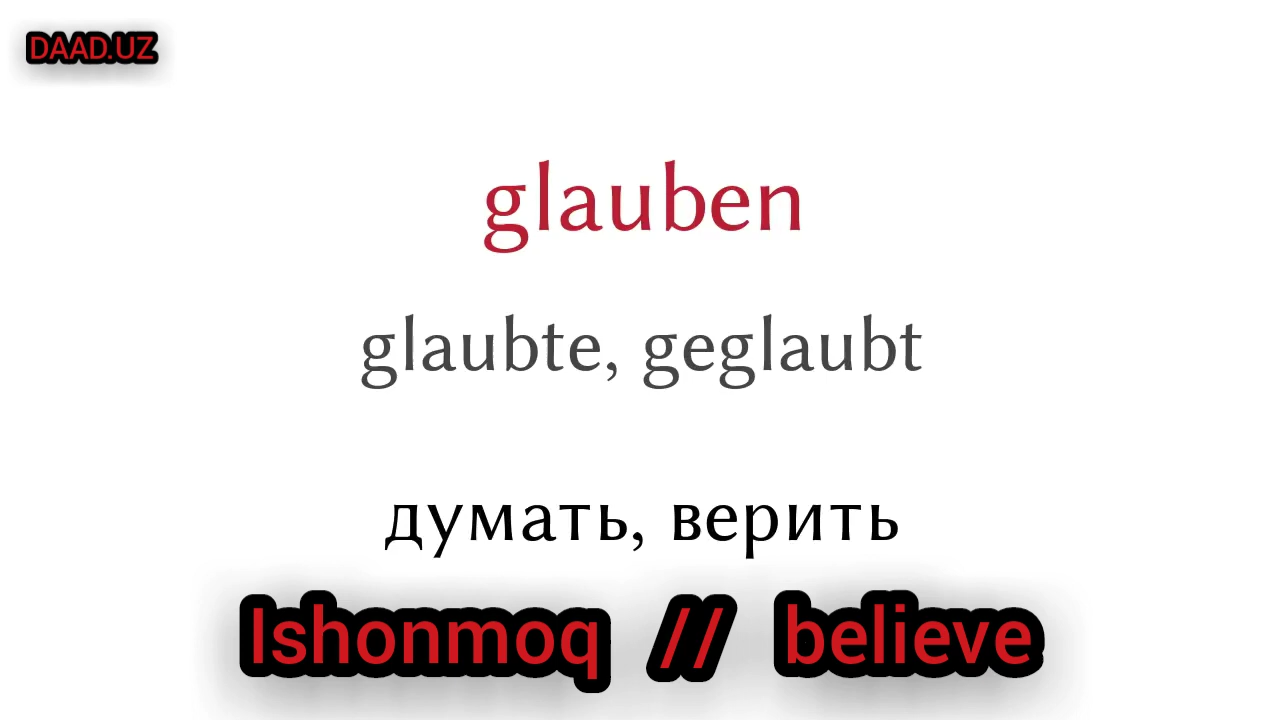 DAAD.UZ
glauben
glaubte, geglaubt
думать, верить
Ishonmoq // believe